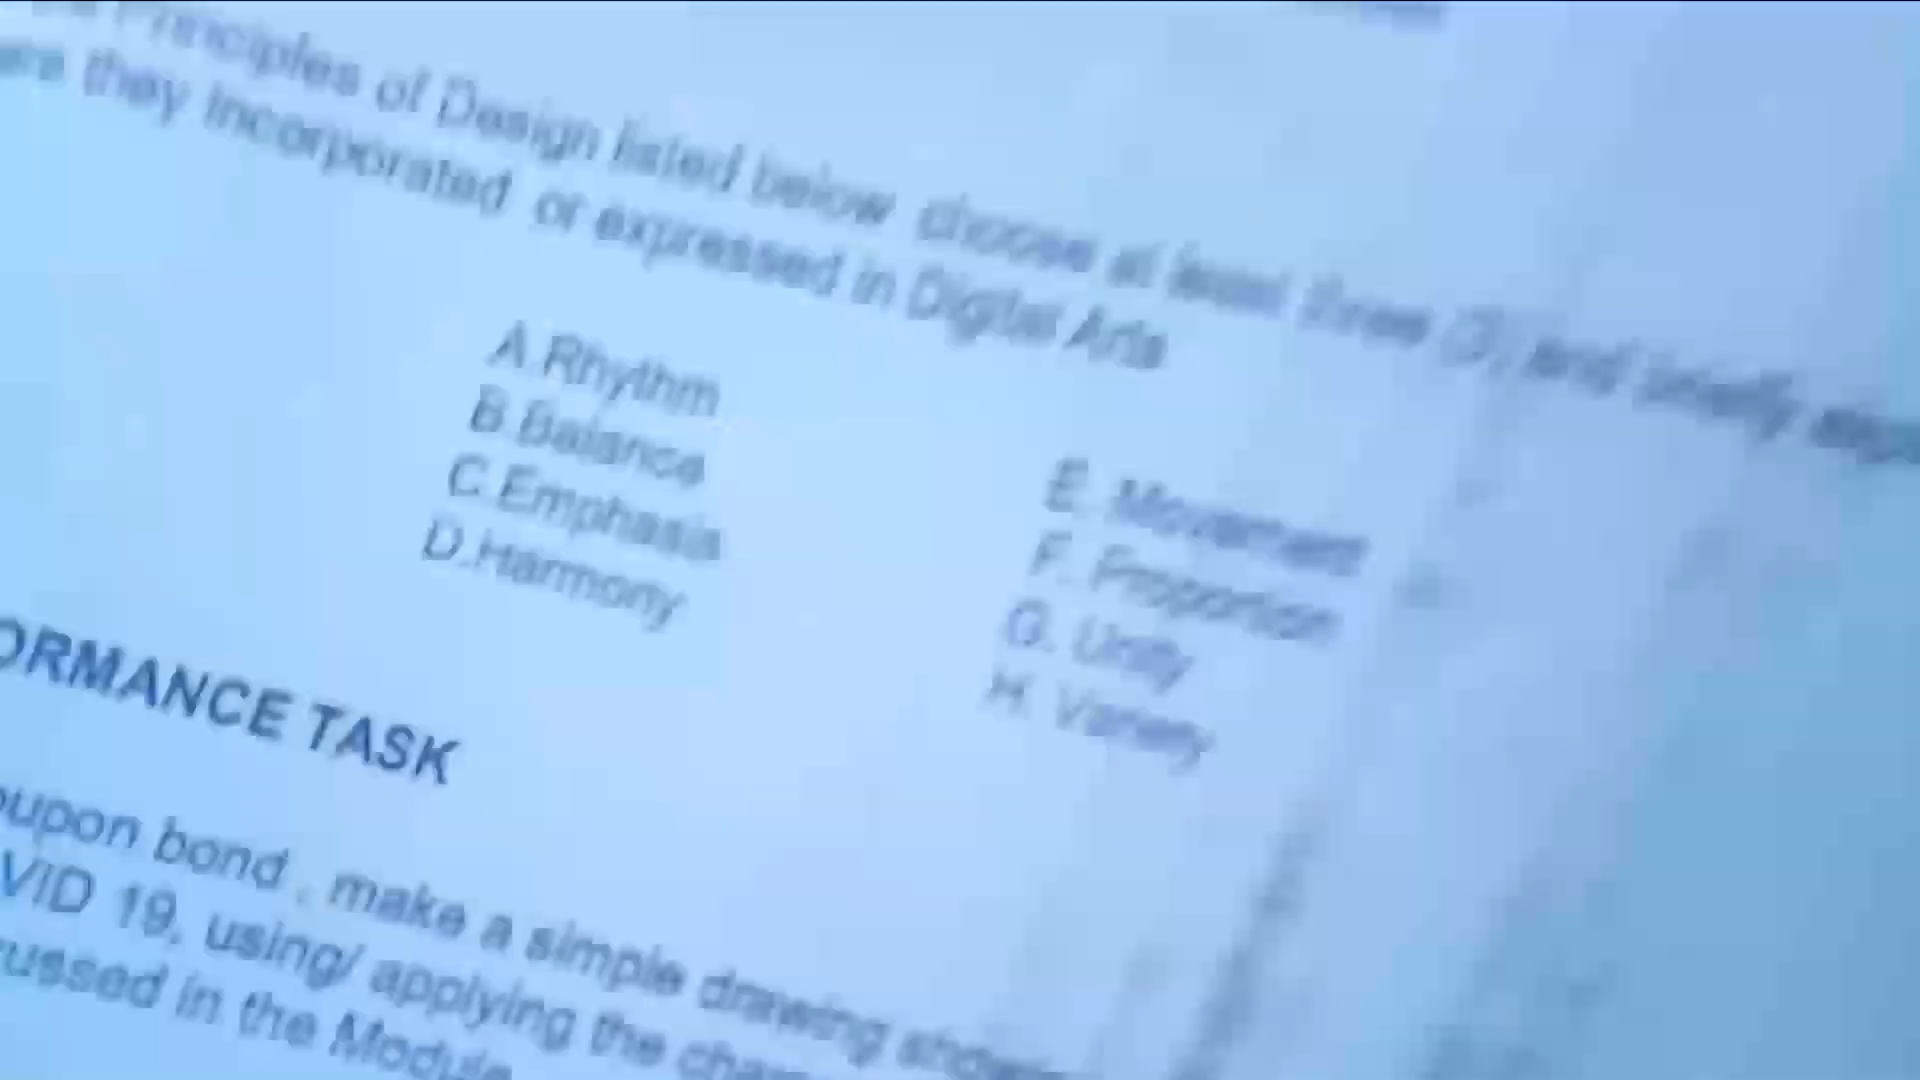 Principles of Design listed below choose at least three (3) and briefly
are they incorporated or expressed in Digital Arts
A.Rhythm
B.Balance
C.Emphasis
D.Harmony
E. Movement
F. Proportion
G. Unity
H. Variety
ORMANCE TASK
oupon bond , make a simple drawing
VID 19, using/ applying the
ussed in the Module